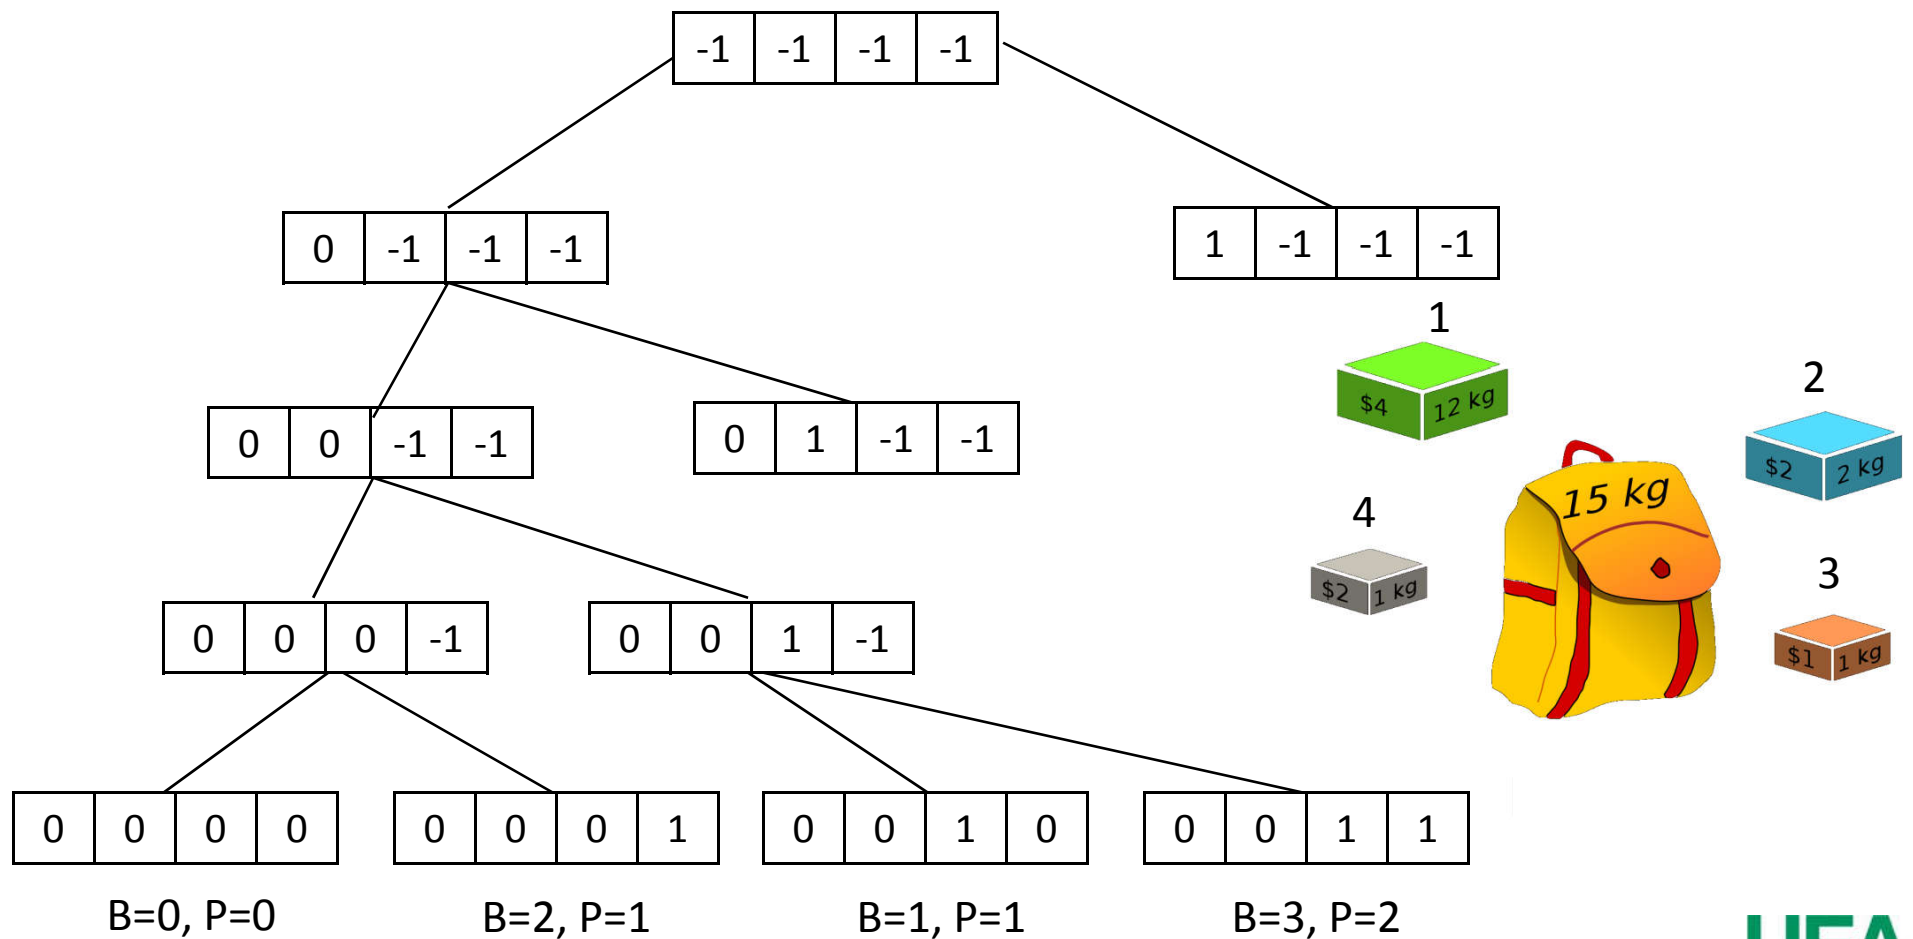 -1 -1 -1 -1
0 -1 -1 -1
1 -1 -1 -1
1
$4 12 kg
2
$2 2 kg
0 0 -1 -1
0 1 -1 -1
15 kg
4
$2 1 kg
3
$1 1 kg
0 0 0 -1
0 0 1 -1
0 0 0 0
0 0 0 1
0 0 1 0
0 0 1 1
B=0, P=0
B=2, P=1
B=1, P=1
B=3, P=2